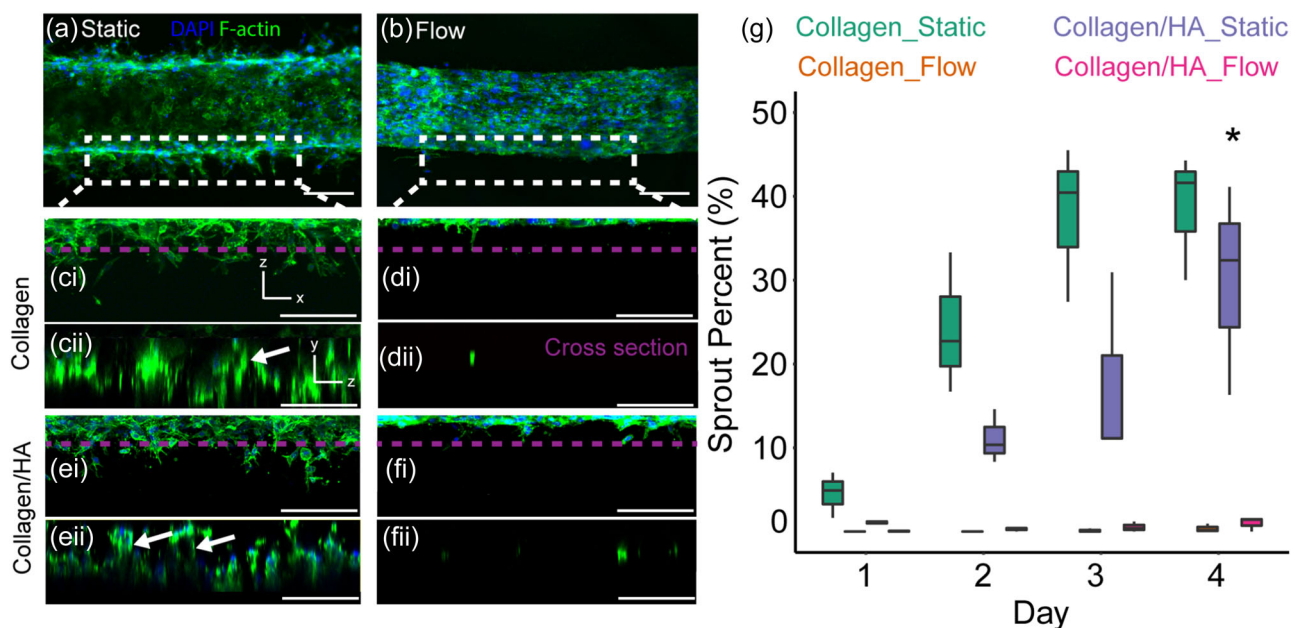 (a) Static DAPI F-actin
(b) Flow
(ci)
z
x
(di)
Collagen
(cii)
y
z
(dii)
Cross section
(ei)
(fi)
Collagen/HA
(eii)
(fii)
(g) Collagen_Static Collagen/HA_Static
Collagen_Flow Collagen/HA_Flow
Sprout Percent (%)
50
40
30
20
10
0
*
1 2 3 4
Day